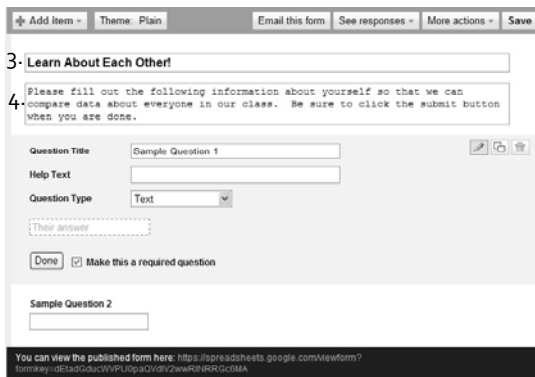 Add item Theme: Plain Email this form See responses More actions Save
3. Learn About Each Other!
4. Please fill out the following information about yourself so that we can
compare data about everyone in our class. Be sure to click the submit button
when you are done.
Question Title Sample Question 1
Help Text
Question Type Text
Their answer
Done Make this a required question
Sample Question 2
You can view the published form here: https://spreadsheets.google.com/viewform?